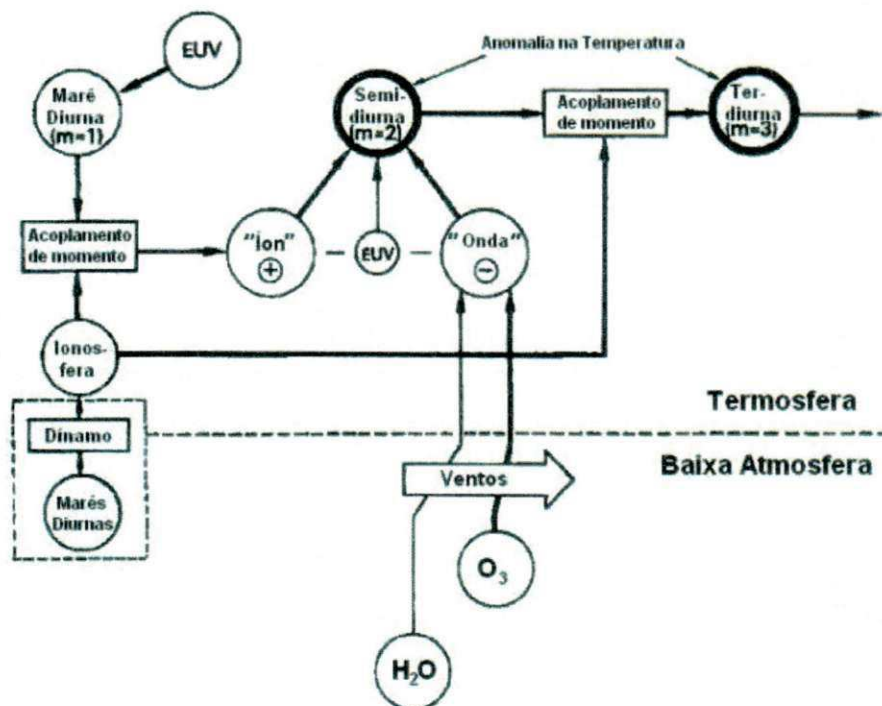 EUV
Anomalia na Temperatura
Maré
Diurna
(m=1)
Semi-
diurna
(m=2)
Acoplamento
de momento
Ter-
diurna
(m=3)
Acoplamento
de momento
"Íon"
+
EUV
"Onda"
−
Ionos-
fera
Termosfera
Dínamo
Baixa Atmosfera
Ventos
Marés
Diurnas
O₃
H₂O